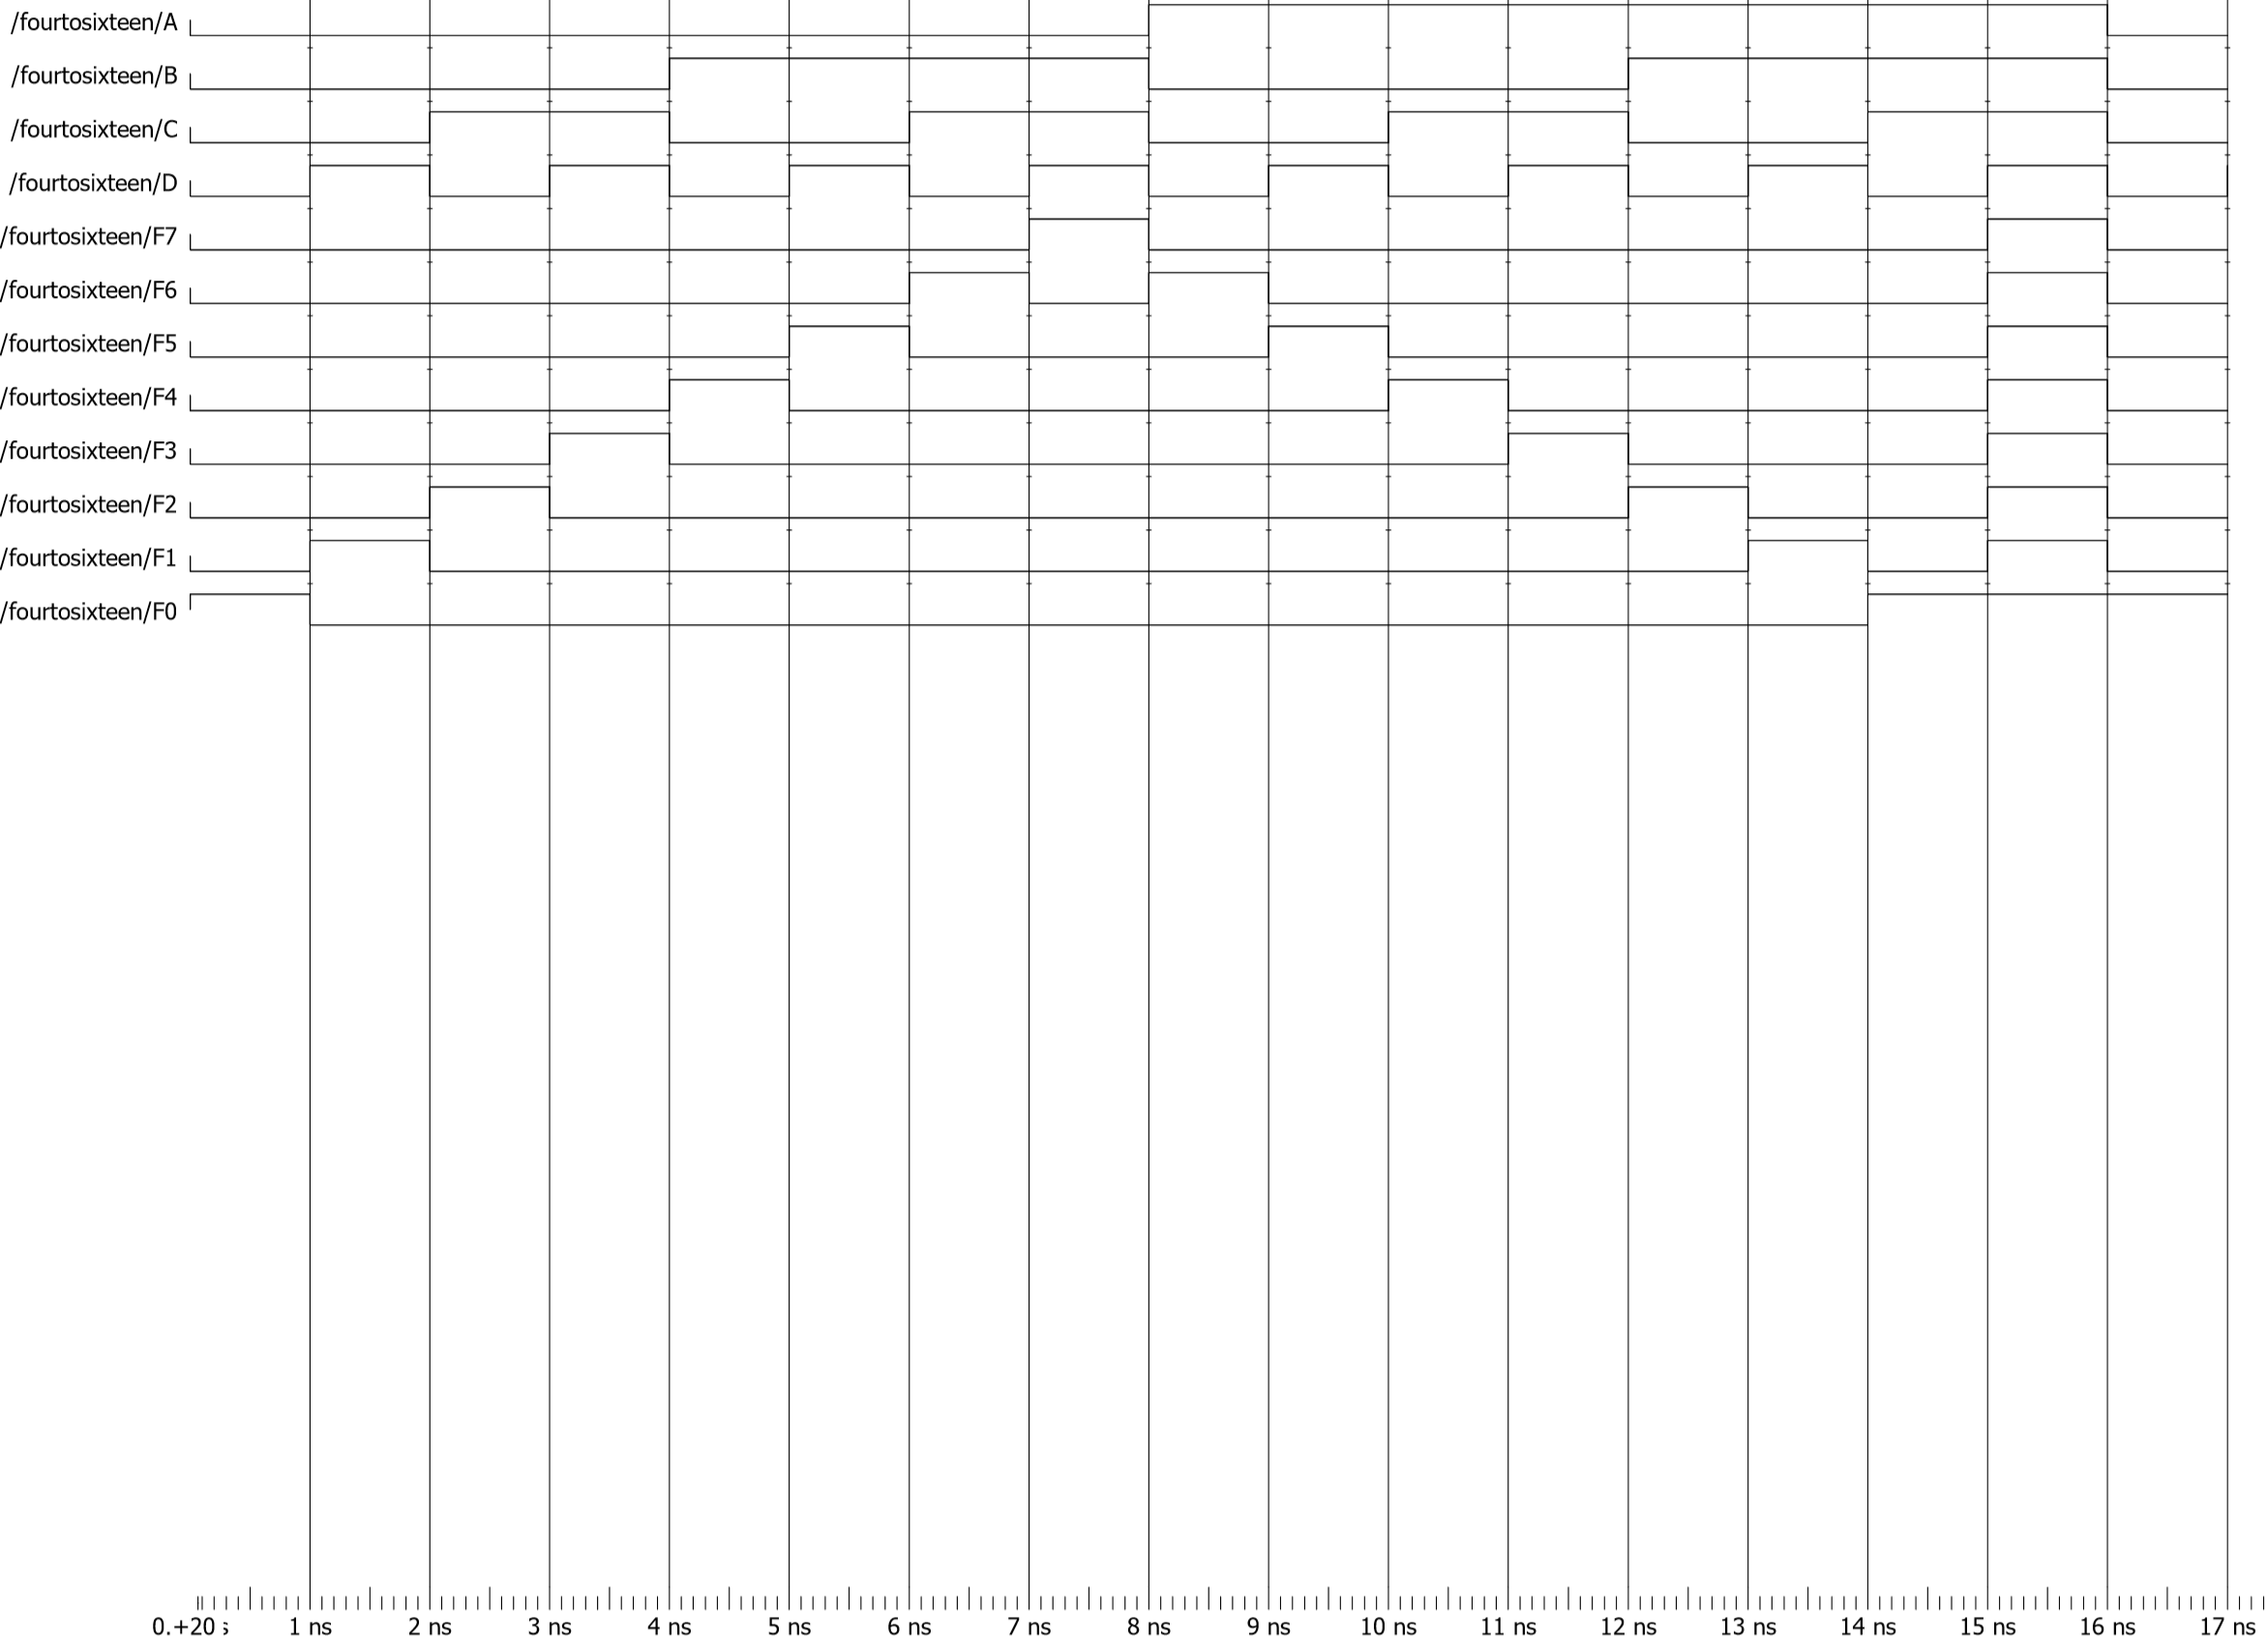 /fourtosixteen/A
/fourtosixteen/B
/fourtosixteen/C
/fourtosixteen/D
/fourtosixteen/F7
/fourtosixteen/F6
/fourtosixteen/F5
/fourtosixteen/F4
/fourtosixteen/F3
/fourtosixteen/F2
/fourtosixteen/F1
/fourtosixteen/F0
0.+20 s 1 ns 2 ns 3 ns 4 ns 5 ns 6 ns 7 ns 8 ns 9 ns 10 ns 11 ns 12 ns 13 ns 14 ns 15 ns 16 ns 17 ns